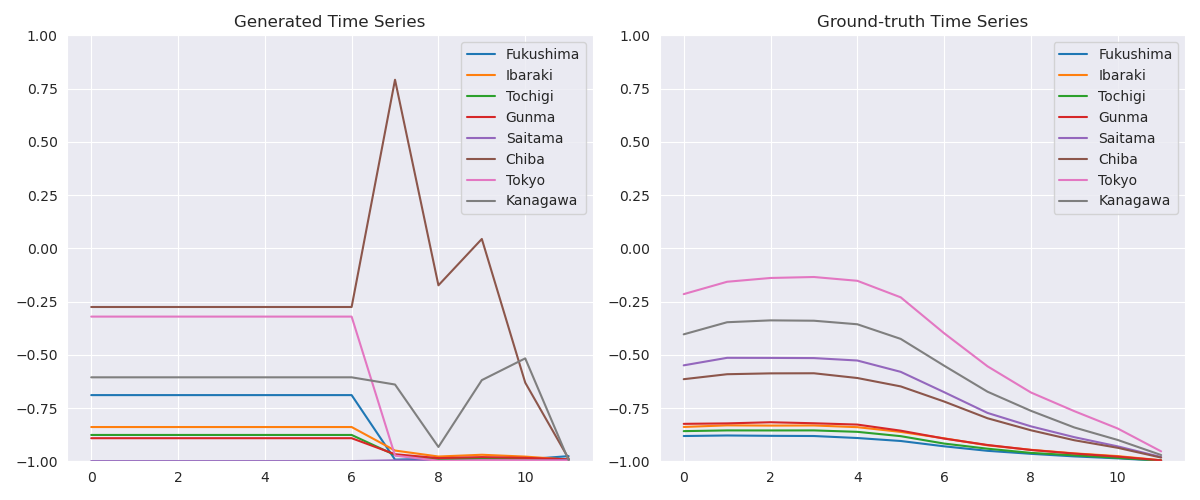 Generated Time Series
1.00
0.75
0.50
0.25
0.00
−0.25
−0.50
−0.75
−1.00
0 2 4 6 8 10
Fukushima
Ibaraki
Tochigi
Gunma
Saitama
Chiba
Tokyo
Kanagawa
Ground-truth Time Series
1.00
0.75
0.50
0.25
0.00
−0.25
−0.50
−0.75
−1.00
0 2 4 6 8 10
Fukushima
Ibaraki
Tochigi
Gunma
Saitama
Chiba
Tokyo
Kanagawa